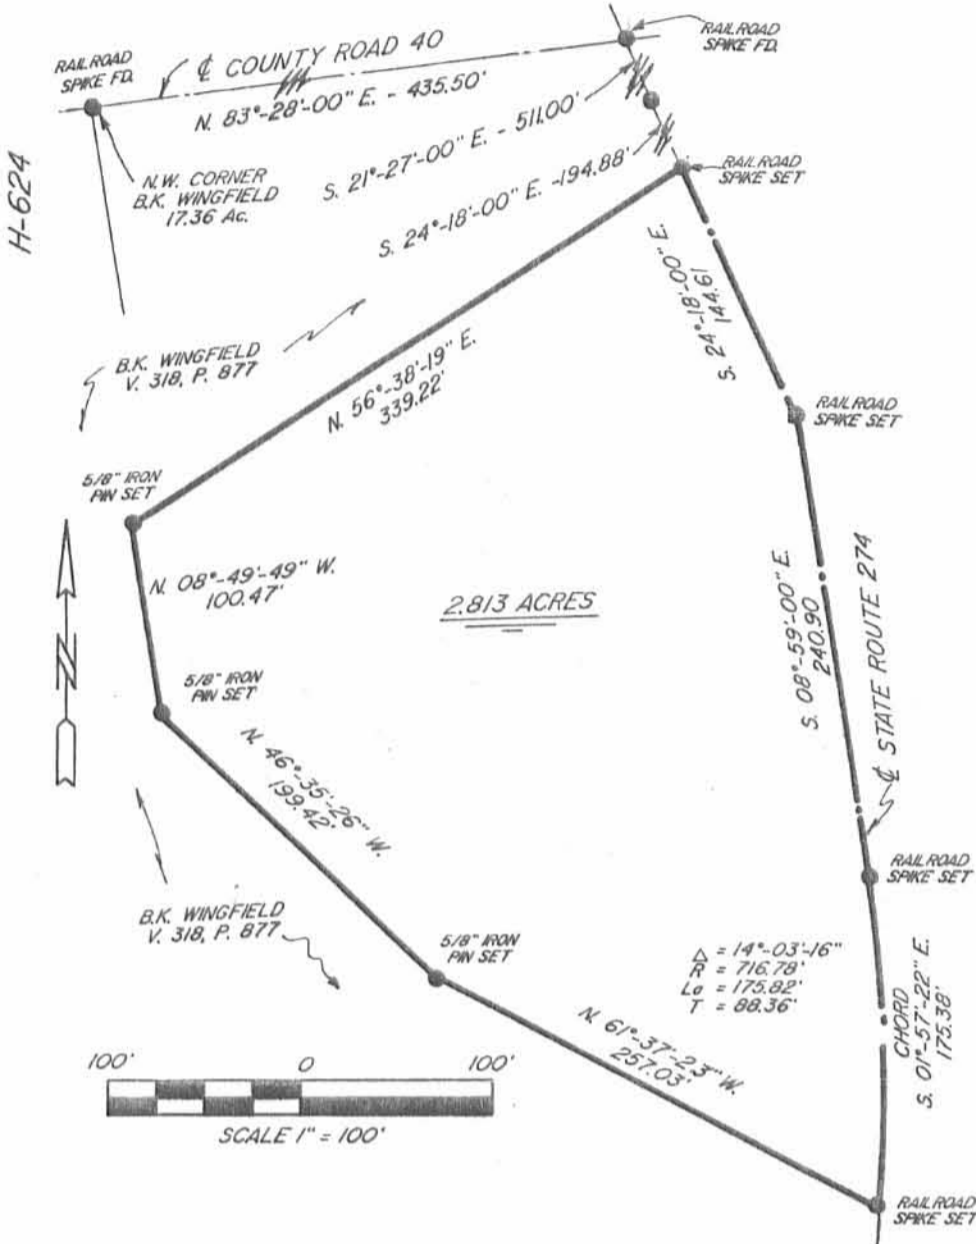 RAILROAD
SPIKE FD.
℄ COUNTY ROAD 40
RAILROAD
SPIKE FD.
N. 83°-28'-00" E. - 435.50'
H-624
N.W. CORNER
B.K. WINGFIELD
17.36 Ac.
S. 21°-27'-00" E. - 511.00'
S. 24°-18'-00" E. -194.88'
RAILROAD
SPIKE SET
B.K. WINGFIELD
V. 318, P. 877
N. 56°-38'-19" E.
339.22'
S. 24°-18'-00" E.
144.61
RAILROAD
SPIKE SET
5/8" IRON
PIN SET
N. 08°-49'-49" W.
100.47'
N
2.813 ACRES
S. 08°-59'-00" E.
240.90
℄ STATE ROUTE 274
5/8" IRON
PIN SET
N. 46°-35'-26" W.
199.42'
RAILROAD
SPIKE SET
B.K. WINGFIELD
V. 318, P. 877
5/8" IRON
PIN SET
△ = 14°-03'-16"
R = 716.78'
La = 175.82'
T = 88.36'
CHORD
S. 01°-57'-22" E.
175.38'
N. 61°-37'-23" W.
257.03'
100' 0 100'
SCALE 1" = 100'
RAILROAD
SPIKE SET